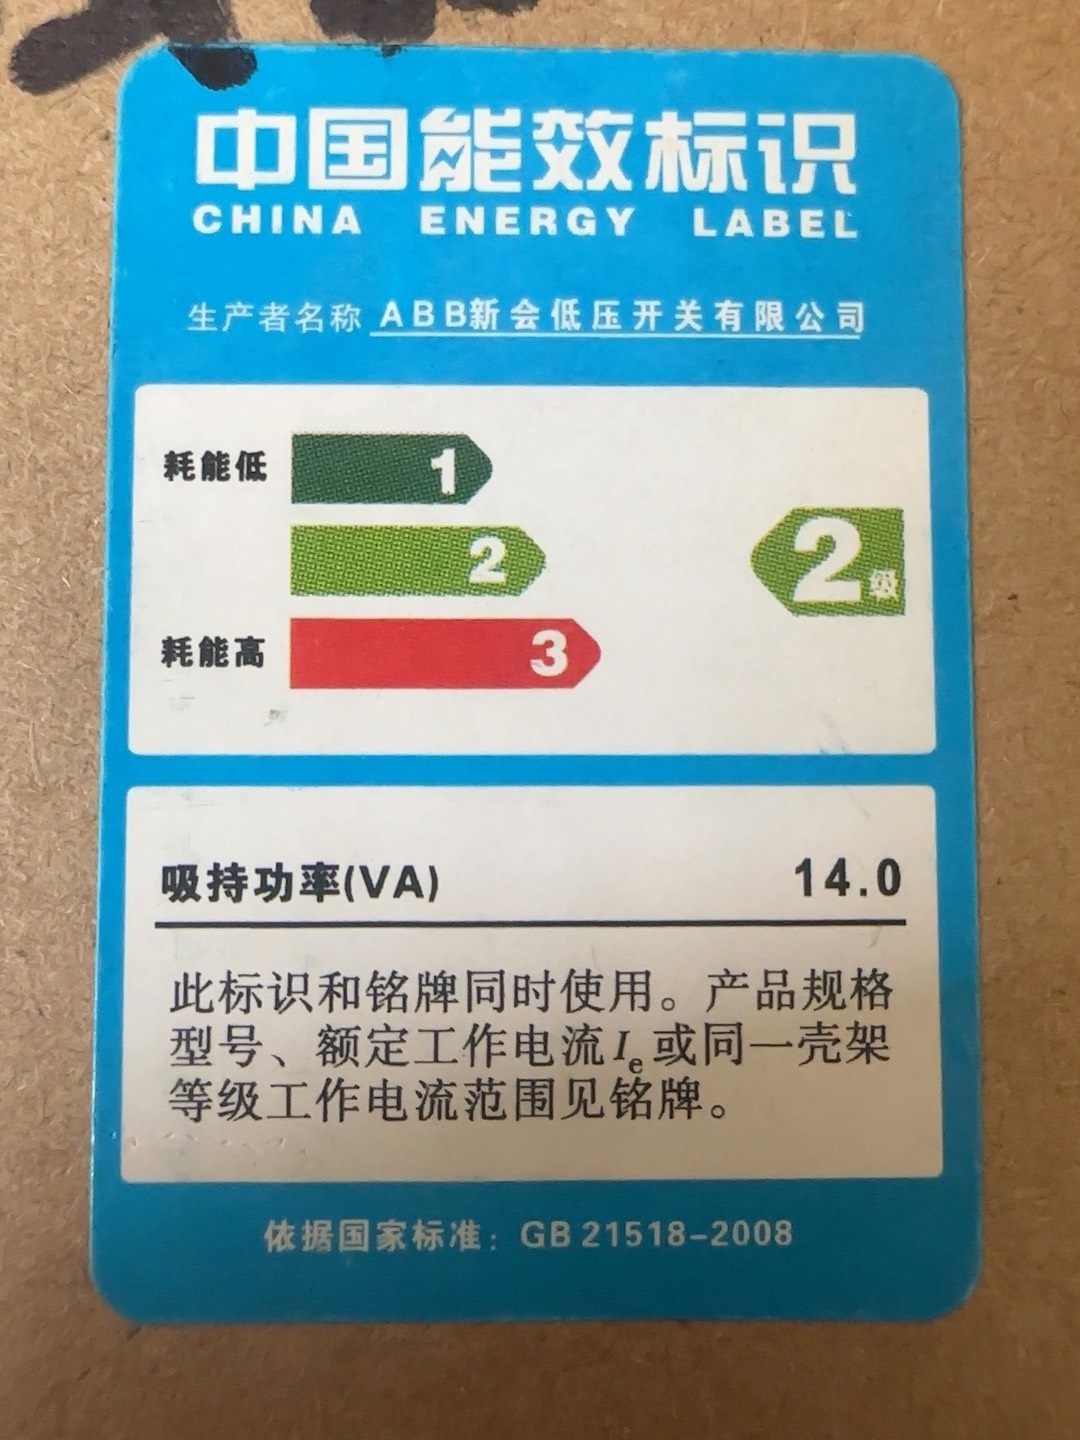 中国能效标识
CHINA ENERGY LABEL
生产者名称 ABB新会低压开关有限公司
耗能低 1
2
2级
耗能高 3
吸持功率(VA) 14.0
此标识和铭牌同时使用。产品规格
型号、额定工作电流Ie或同一壳架
等级工作电流范围见铭牌。
依据国家标准：GB 21518-2008